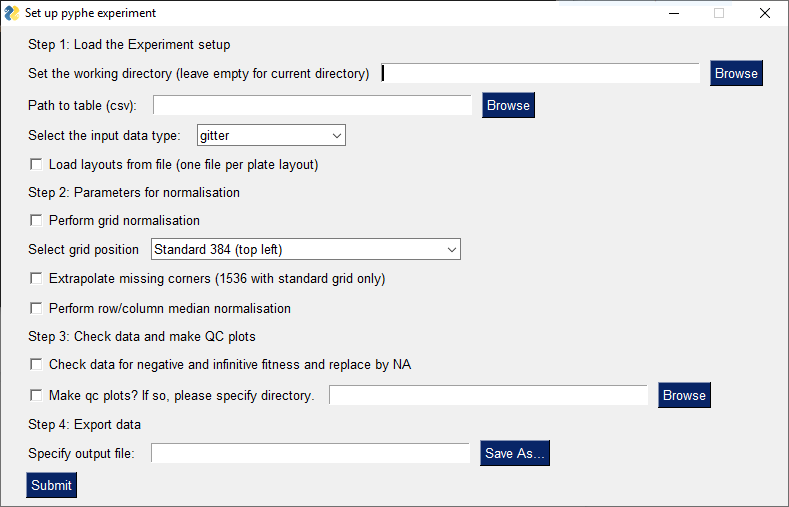 Set up pyphe experiment
Step 1: Load the Experiment setup
Set the working directory (leave empty for current directory) Browse
Path to table (csv): Browse
Select the input data type: gitter
Load layouts from file (one file per plate layout)
Step 2: Parameters for normalisation
Perform grid normalisation
Select grid position Standard 384 (top left)
Extrapolate missing corners (1536 with standard grid only)
Perform row/column median normalisation
Step 3: Check data and make QC plots
Check data for negative and infinitive fitness and replace by NA
Make qc plots? If so, please specify directory. Browse
Step 4: Export data
Specify output file: Save As...
Submit